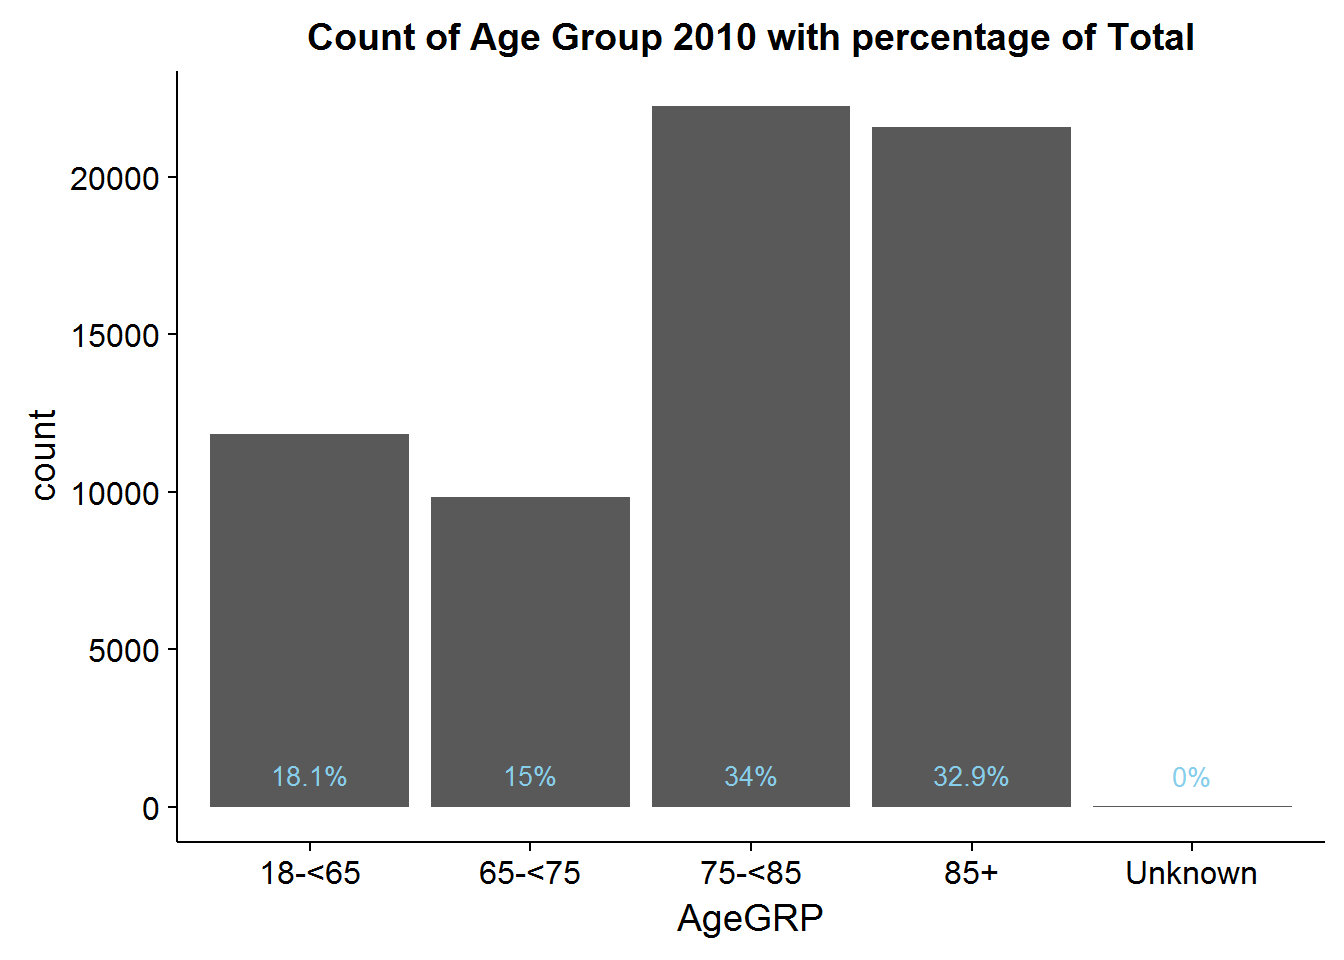 Count of Age Group 2010 with percentage of Total
count
20000
15000
10000
5000
0
18.1% 15% 34% 32.9% 0%
18-<65 65-<75 75-<85 85+ Unknown
AgeGRP